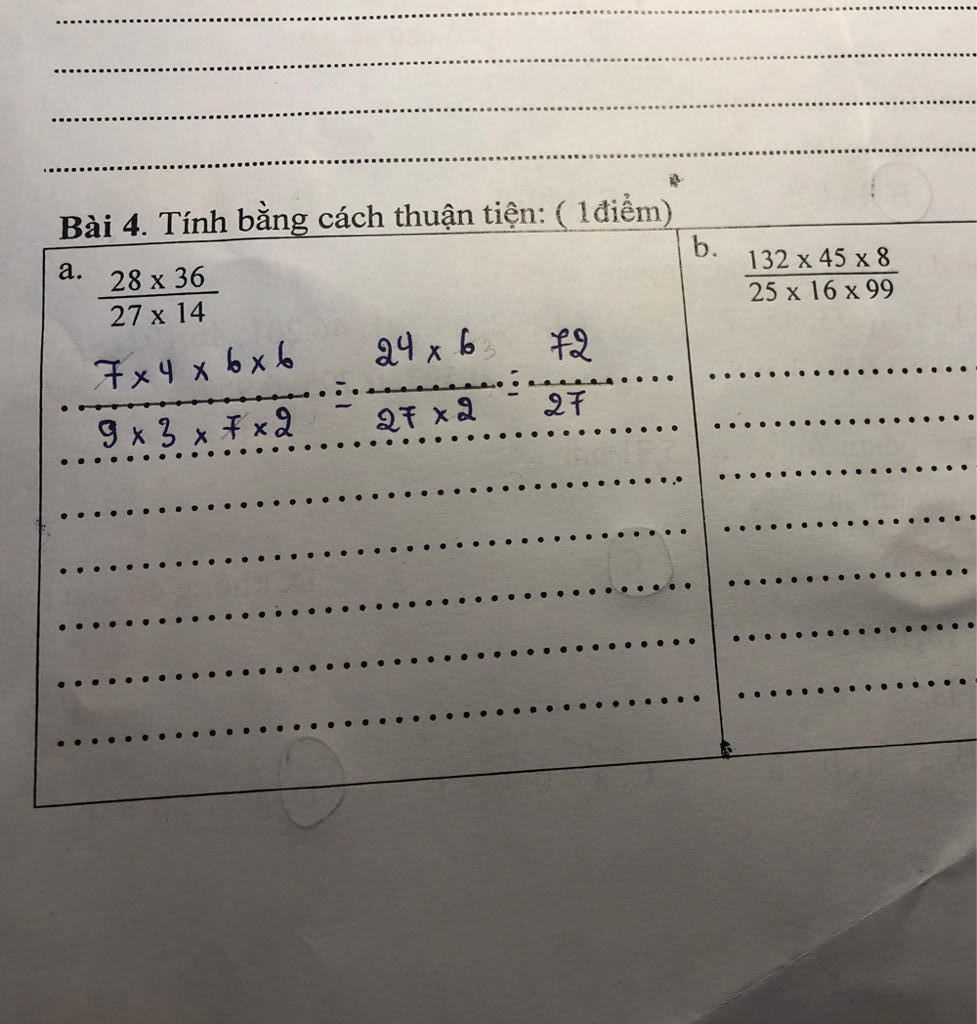 Bài 4. Tính bằng cách thuận tiện: ( 1điểm)
a.
28 x 36
27 x 14
7 x 4 x 6 x 6
9 x 3 x 7 x 2
=
24 x 6 3
27 x 2
=
72
27
b.
132 x 45 x 8
25 x 16 x 99